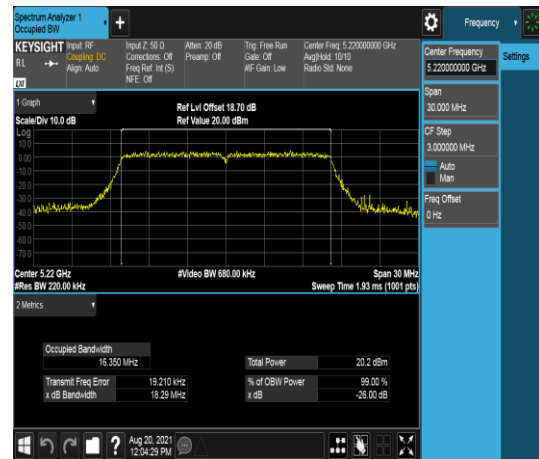 Spectrum Analyzer 1
Occupied BW
+
Frequency
KEYSIGHT
RL
LXI
Input: RF
Coupling: DC
Align: Auto
Input Z: 50 Ω
Corrections: Off
Freq Ref: Int (S)
NFE: Off
Atten: 20 dB
Preamp: Off
Trig: Free Run
Gate: Off
#IF Gain: Low
Center Freq: 5.220000000 GHz
Avg|Hold: 10/10
Radio Std: None
Center Frequency
5.220000000 GHz
Settings
Span
30.000 MHz
CF Step
3.000000 MHz
Auto
Man
Freq Offset
0 Hz
1 Graph
Scale/Div 10.0 dB
Ref Lvl Offset 18.70 dB
Ref Value 20.00 dBm
Log
10.0
0.00
-10.0
-20.0
-30.0
-40.0
-50.0
-60.0
-70.0
Center 5.22 GHz
#Res BW 220.00 kHz
#Video BW 680.00 kHz
Span 30 MHz
Sweep Time 1.93 ms (1001 pts)
2 Metrics
Occupied Bandwidth
16.350 MHz
Total Power 20.2 dBm
Transmit Freq Error 19.210 kHz
% of OBW Power 99.00 %
x dB Bandwidth 18.29 MHz
x dB -26.00 dB
?
Aug 20, 2021
12:04:29 PM